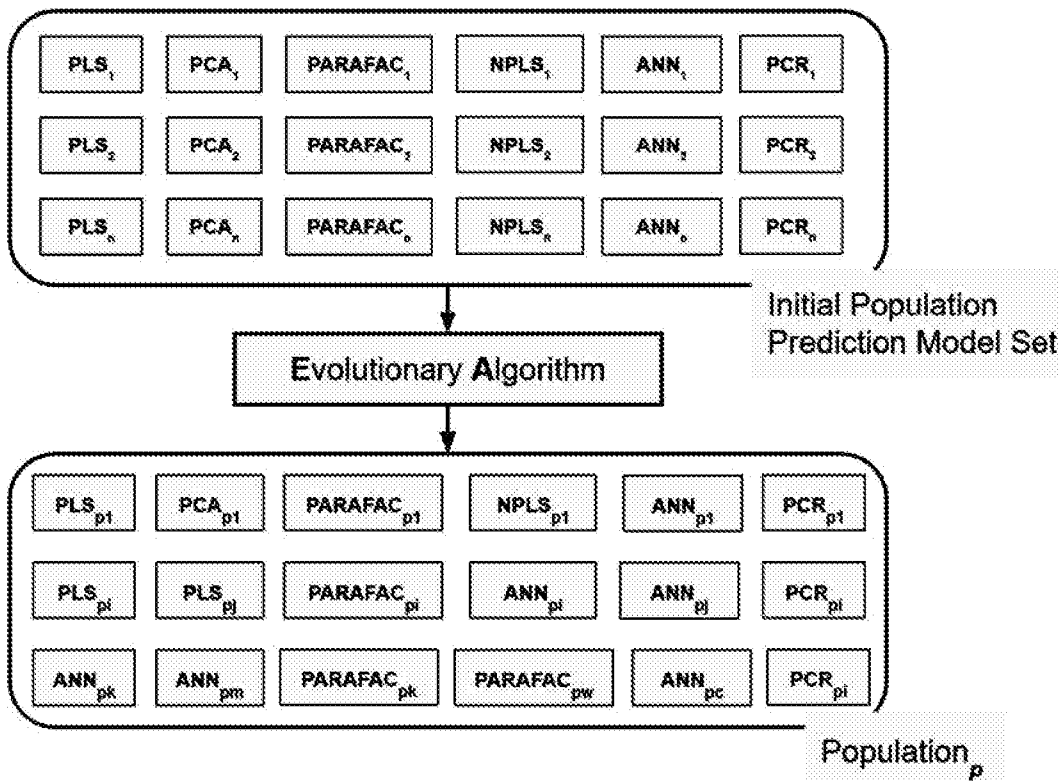 PLS₁ PCA₁ PARAFAC₁ NPLS₁ ANN₁ PCR₁
PLS₂ PCA₂ PARAFAC₂ NPLS₂ ANN₂ PCR₂
PLSₙ PCAₙ PARAFACₙ NPLSₙ ANNₙ PCRₙ
Initial Population
Prediction Model Set
Evolutionary Algorithm
PLSp1 PCAp1 PARAFACp1 NPLSp1 ANNp1 PCRp1
PLSpi PLSpj PARAFACpi ANNpi ANNpj PCRpi
ANNpk ANNpm PARAFACpk PARAFACpw ANNpc PCRpi
Populationp